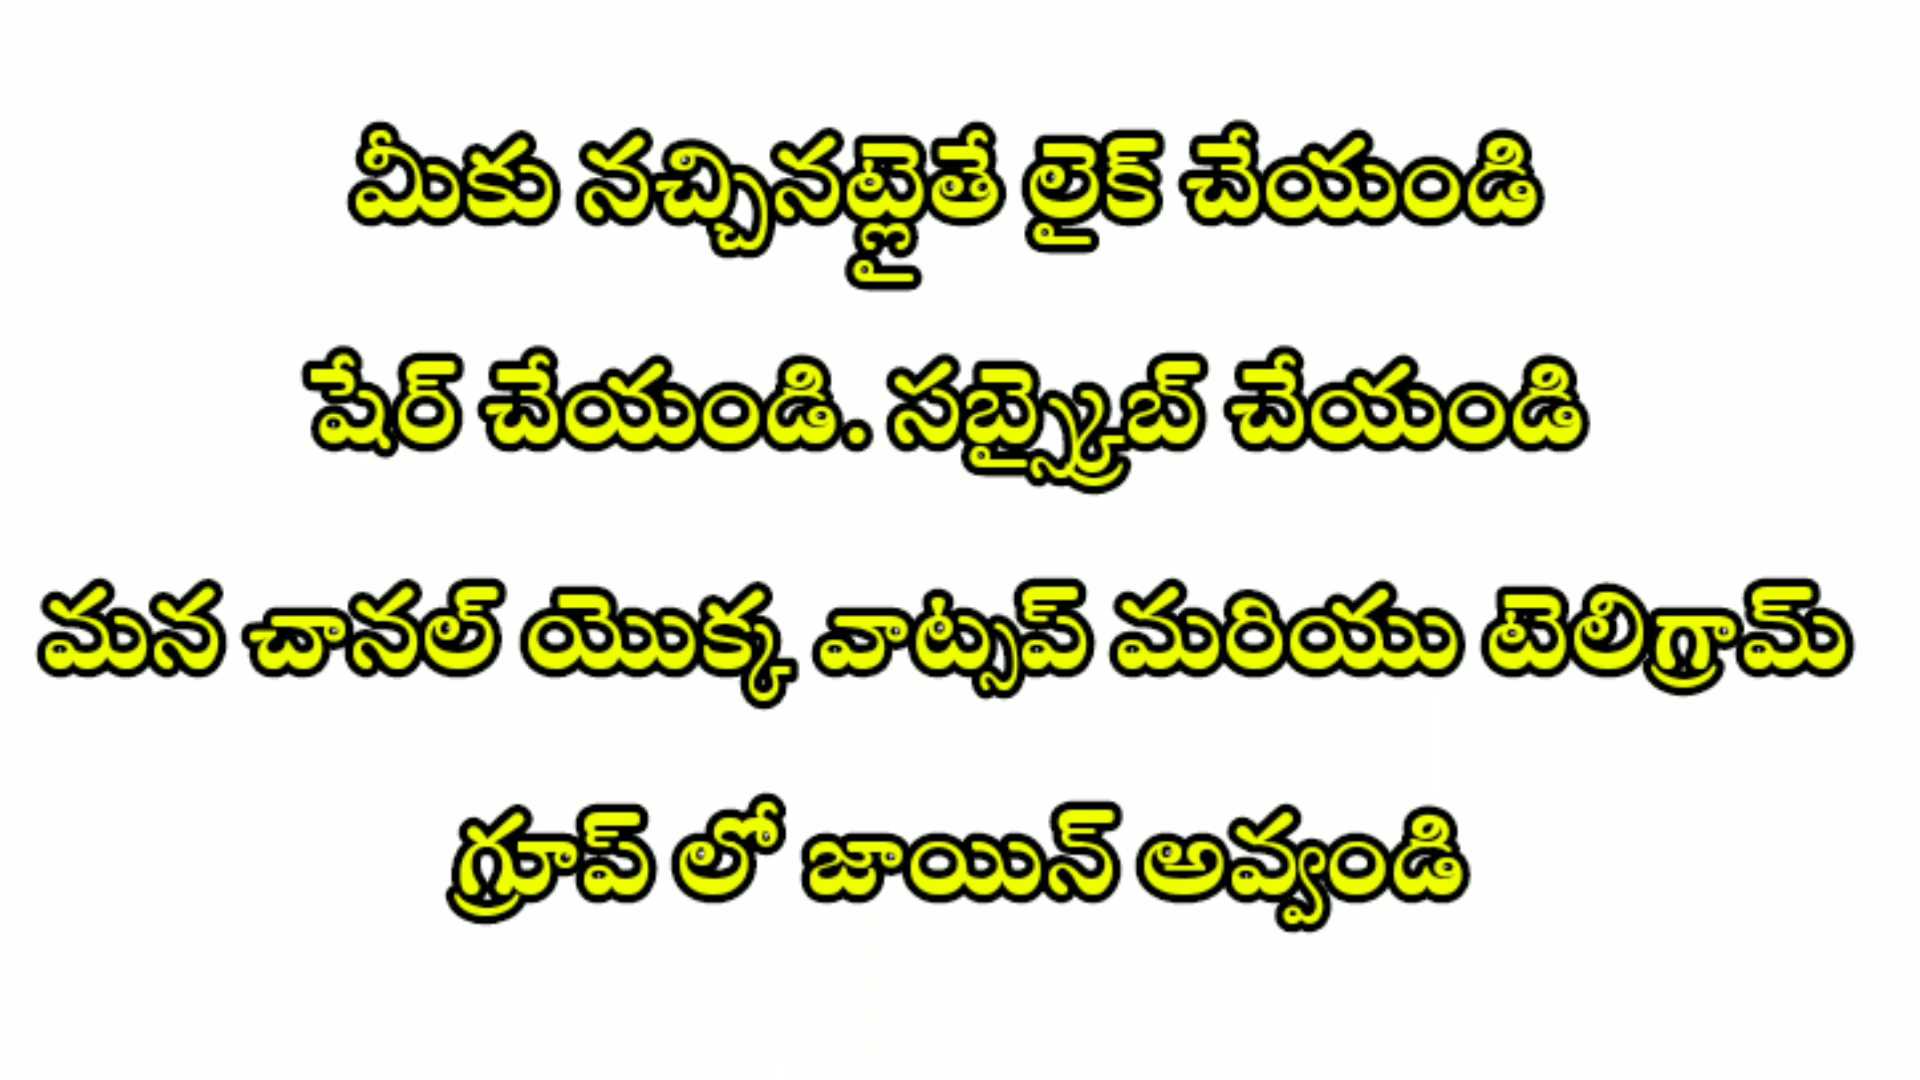 మీకు నచ్చినట్లైతే లైక్ చేయండి
షేర్ చేయండి. సబ్స్క్రైబ్ చేయండి
మన చానల్ యొక్క వాట్సప్ మరియు టెలిగ్రామ్
గ్రూప్ లో జాయిన్ అవ్వండి